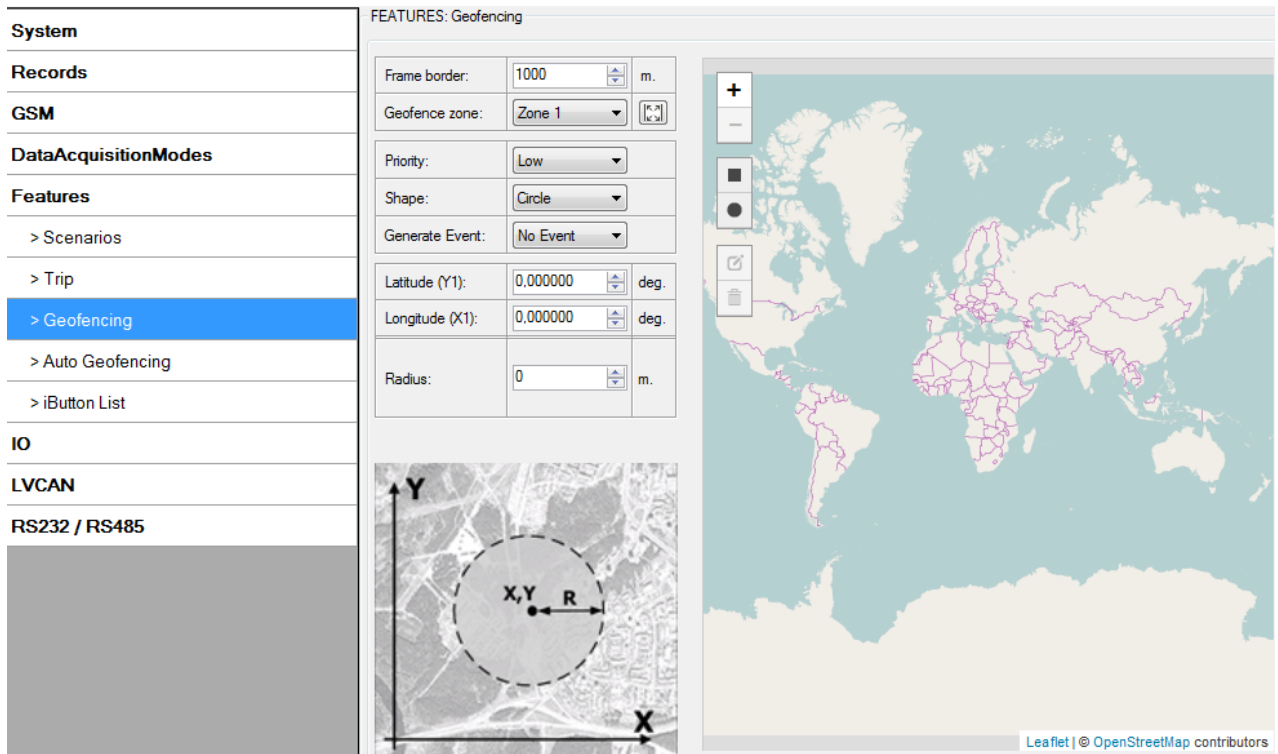 System
Records
GSM
DataAcquisitionModes
Features
> Scenarios
> Trip
> Geofencing
> Auto Geofencing
> iButton List
IO
LVCAN
RS232 / RS485
FEATURES: Geofencing
Frame border: 1000 m.
Geofence zone: Zone 1
Priority: Low
Shape: Circle
Generate Event: No Event
Latitude (Y1): 0,000000 deg.
Longitude (X1): 0,000000 deg.
Radius: 0 m.
Y
X,Y R
X
+
−
Leaflet | © OpenStreetMap contributors